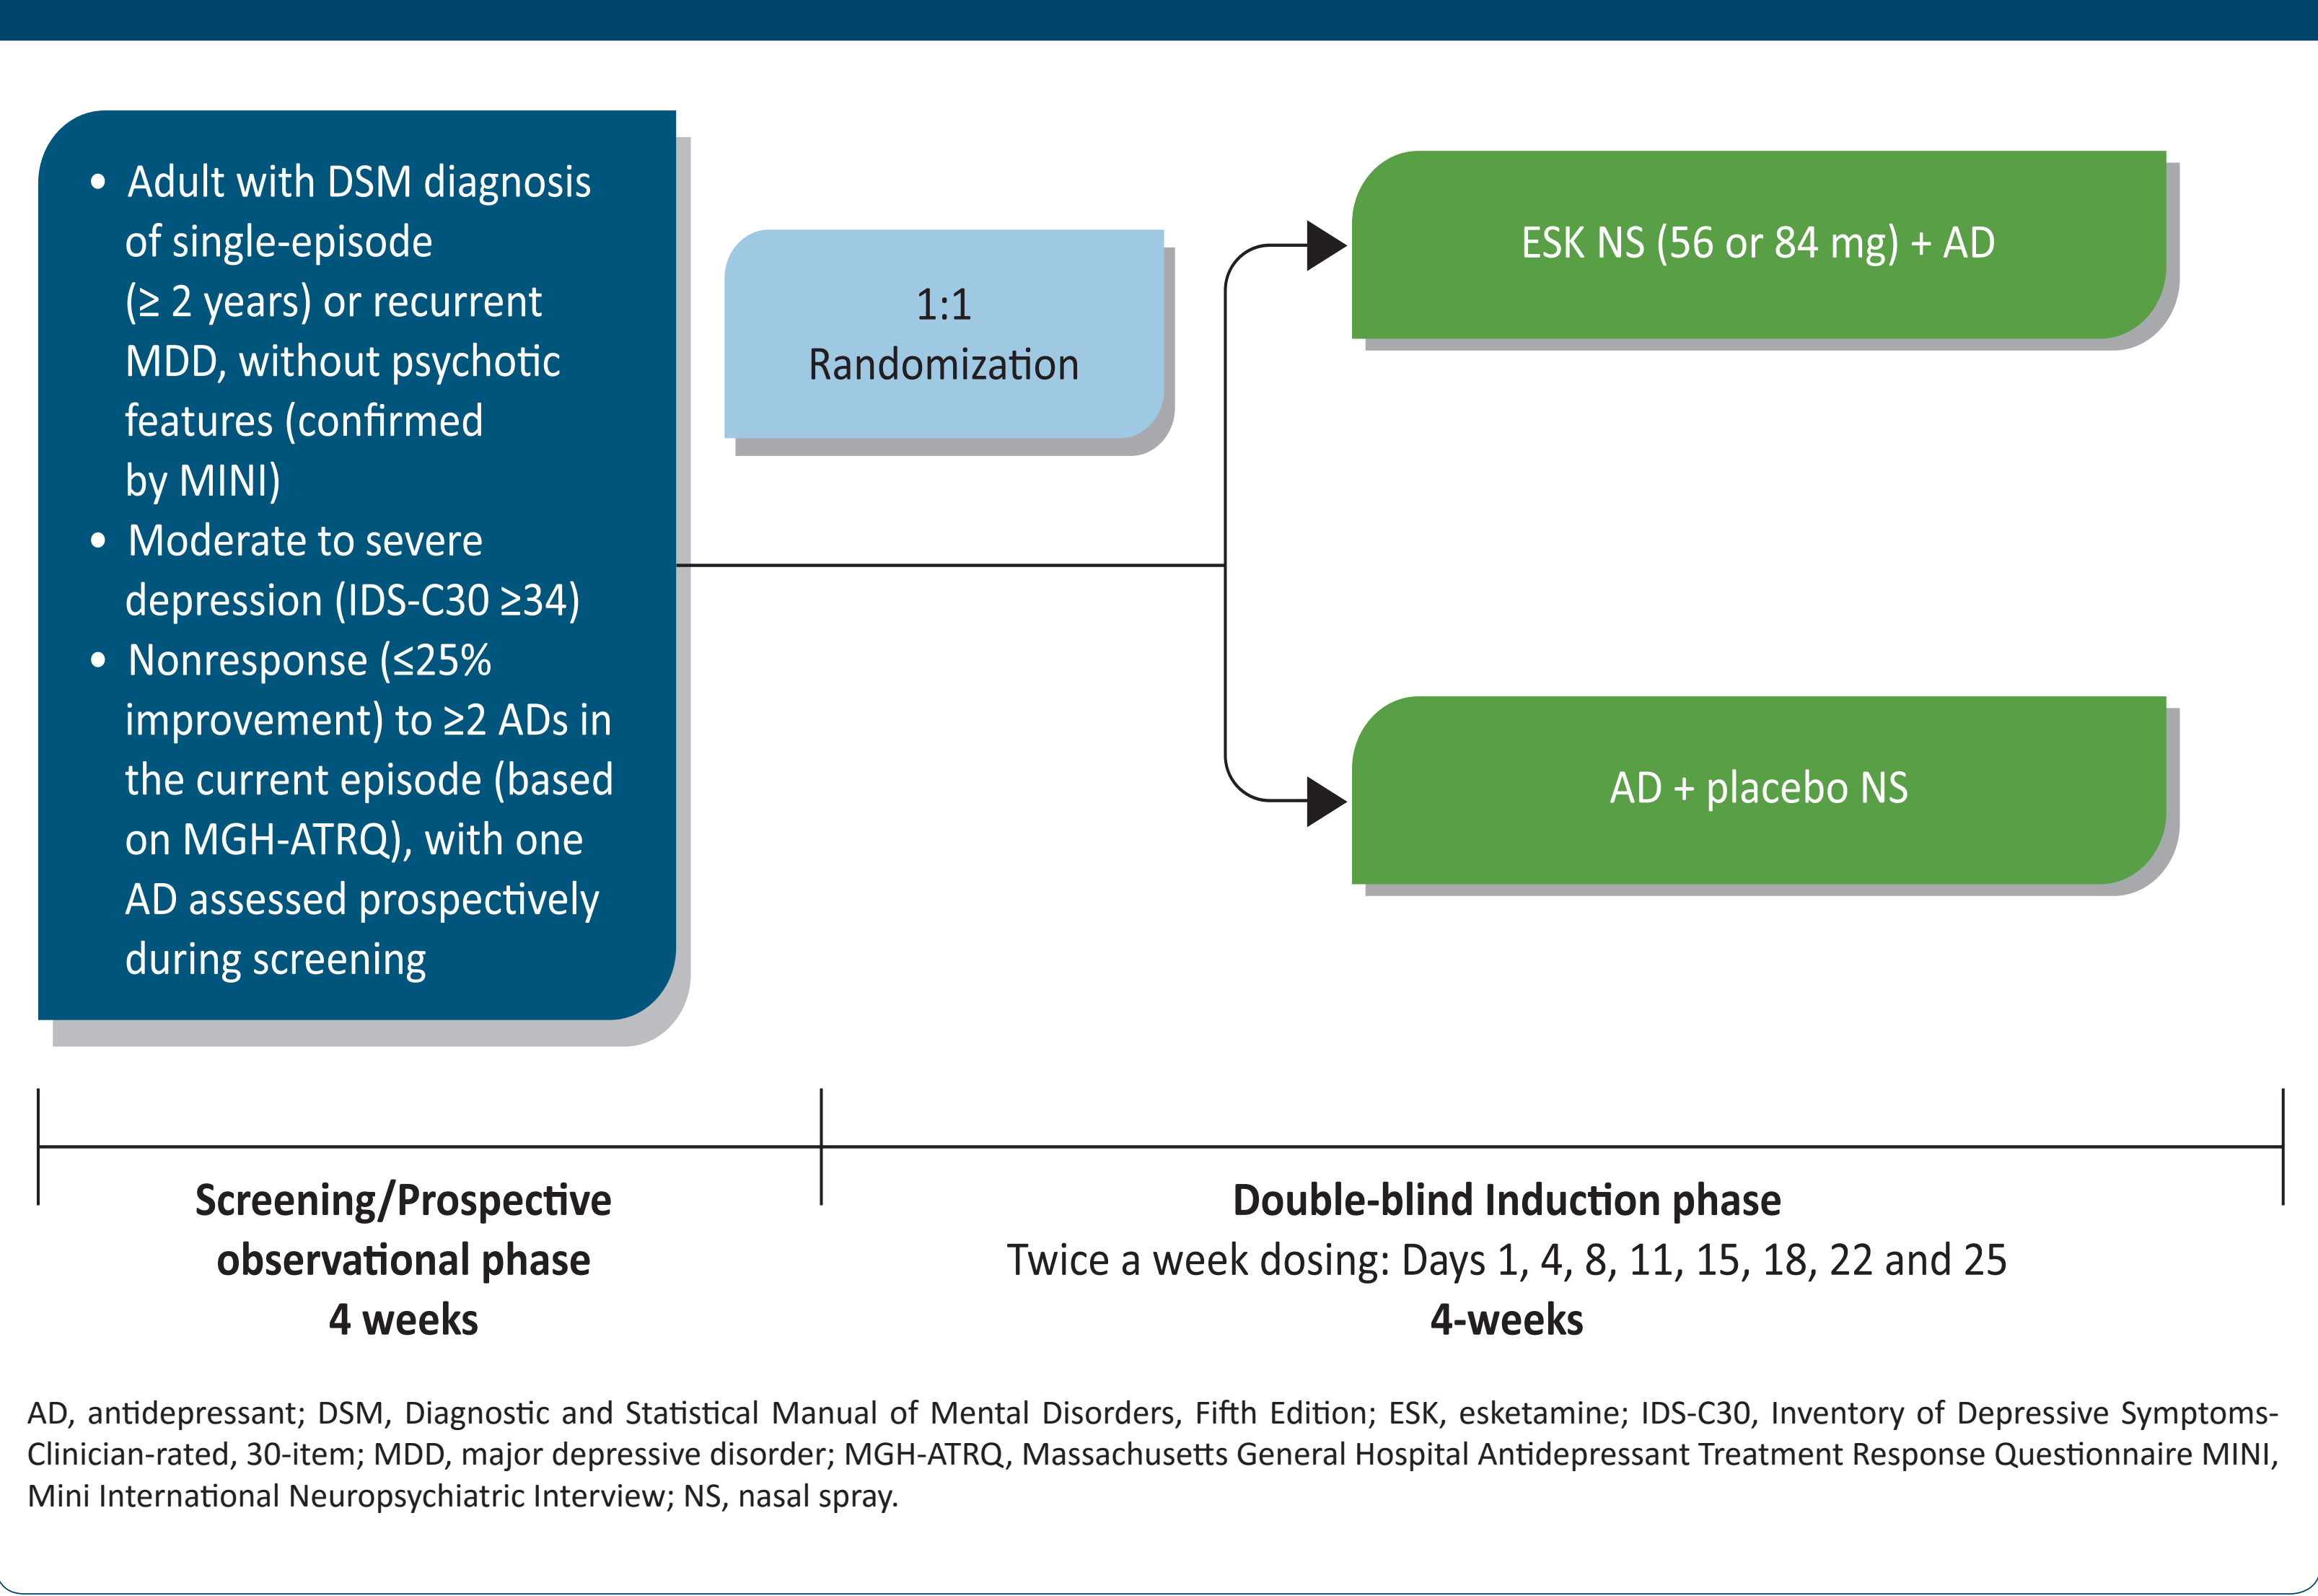 • Adult with DSM diagnosis
of single-episode
(≥ 2 years) or recurrent
MDD, without psychotic
features (confirmed
by MINI)
• Moderate to severe
depression (IDS-C30 ≥34)
• Nonresponse (≤25%
improvement) to ≥2 ADs in
the current episode (based
on MGH-ATRQ), with one
AD assessed prospectively
during screening
1:1
Randomization
ESK NS (56 or 84 mg) + AD
AD + placebo NS
Screening/Prospective
observational phase
4 weeks
Double-blind Induction phase
Twice a week dosing: Days 1, 4, 8, 11, 15, 18, 22 and 25
4-weeks
AD, antidepressant; DSM, Diagnostic and Statistical Manual of Mental Disorders, Fifth Edition; ESK, esketamine; IDS-C30, Inventory of Depressive Symptoms-
Clinician-rated, 30-item; MDD, major depressive disorder; MGH-ATRQ, Massachusetts General Hospital Antidepressant Treatment Response Questionnaire MINI,
Mini International Neuropsychiatric Interview; NS, nasal spray.